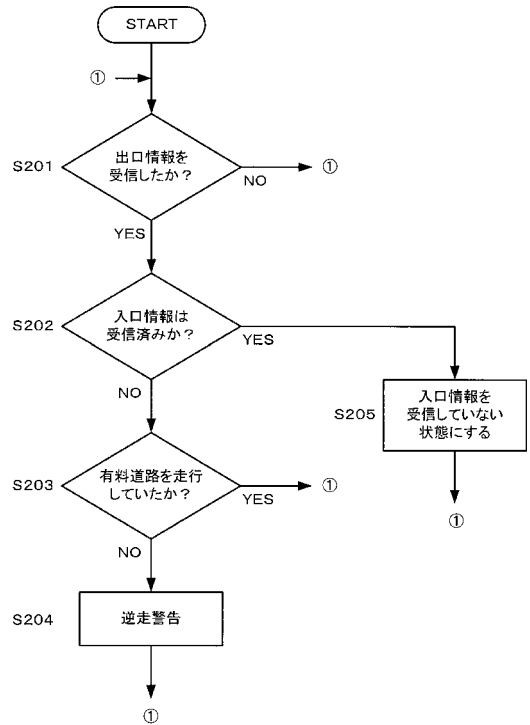 START
①
S201
出口情報を
受信したか？
NO
①
YES
S202
入口情報は
受信済みか？
YES
NO
S205
入口情報を
受信していない
状態にする
①
S203
有料道路を走行
していたか？
YES
①
NO
S204
逆走警告
①